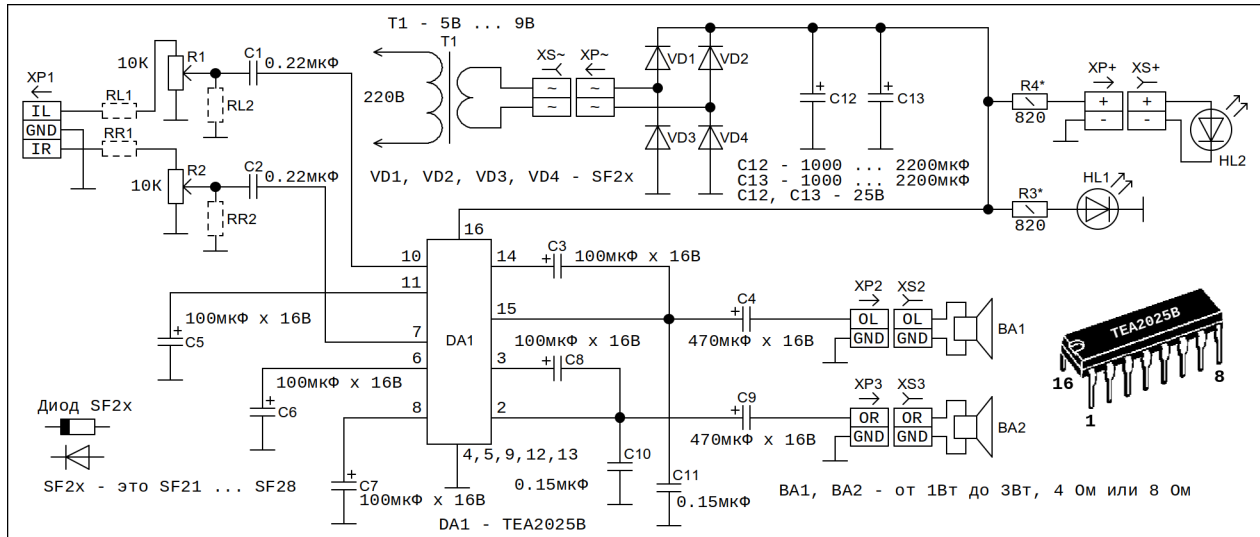 T1 - 5В ... 9В
T1
XS~
XP~
220В
~
~
~
~
VD1
VD2
VD3
VD4
VD1, VD2, VD3, VD4 - SF2x
XP1
IL
GND
IR
RL1
RR1
10К
R1
RL2
C1
0.22мкФ
10К
R2
RR2
C2
0.22мкФ
C12
C13
C12 - 1000 ... 2200мкФ
C13 - 1000 ... 2200мкФ
C12, C13 - 25В
R4*
820
XP+
XS+
+
-
+
-
HL2
R3*
820
HL1
16
10
11
7
6
8
14
15
3
2
DA1
4,5,9,12,13
+
C3
100мкФ x 16В
+
C4
470мкФ x 16В
+
100мкФ x 16В
C5
+
100мкФ x 16В
C6
+
C7
100мкФ x 16В
100мкФ x 16В
+
C8
+
C9
470мкФ x 16В
C10
0.15мкФ
C11
0.15мкФ
XP2
XS2
OL
GND
OL
GND
BA1
XP3
XS3
OR
GND
OR
GND
BA2
TEA2025B
16
8
1
Диод SF2x
SF2x - это SF21 ... SF28
DA1 - TEA2025B
BA1, BA2 - от 1Вт до 3Вт, 4 Ом или 8 Ом